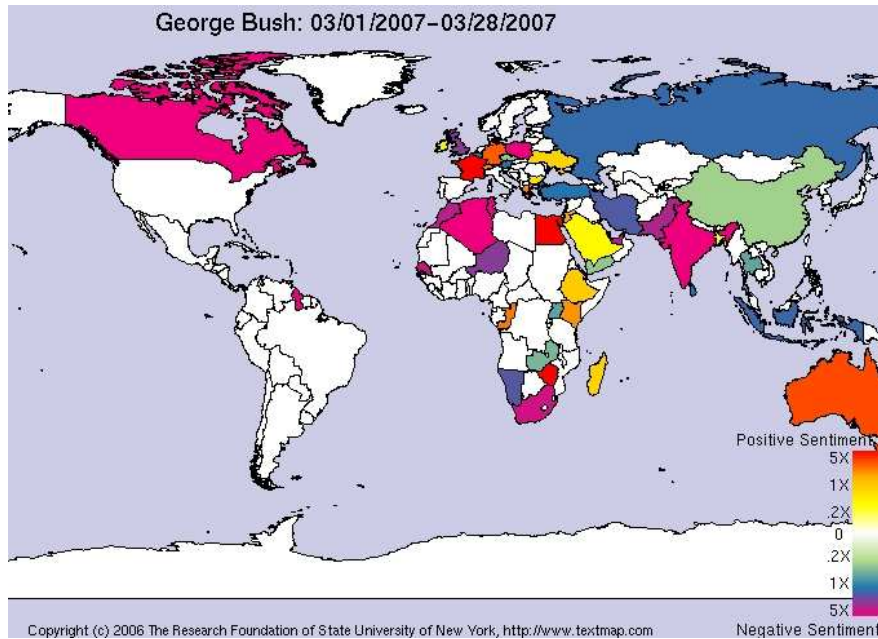 George Bush: 03/01/2007-03/28/2007
Positive Sentiment
5X
1X
.2X
0
.2X
1X
5X
Negative Sentiment
Copyright (c) 2006 The Research Foundation of State University of New York, http://www.textmap.com